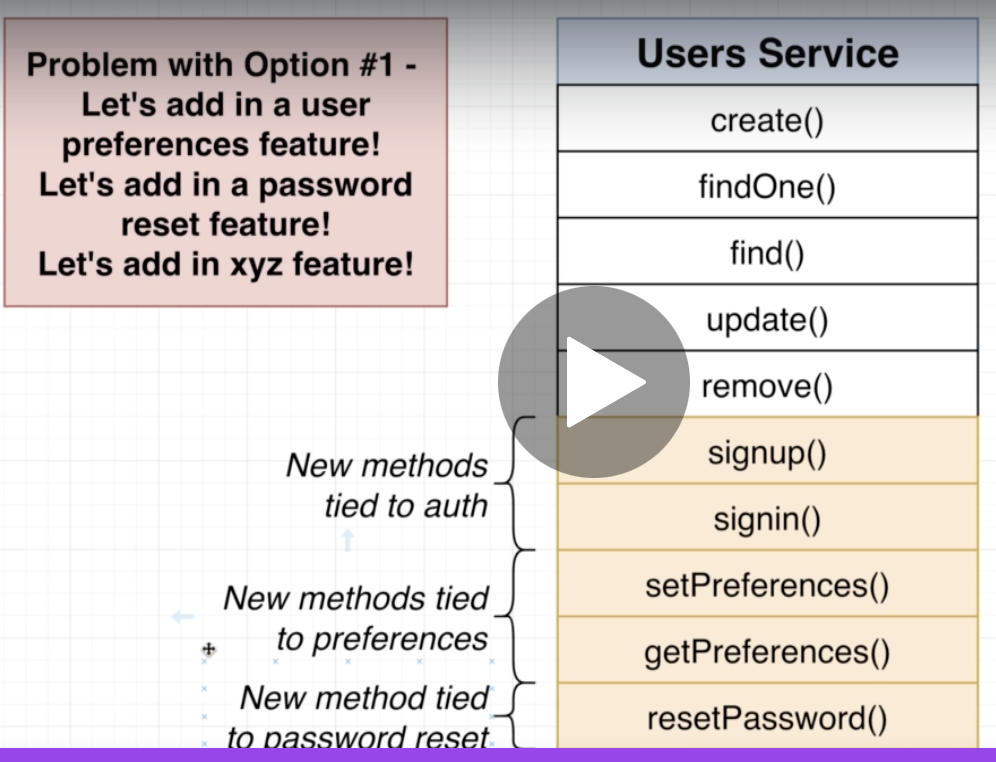 Problem with Option #1 -
Let's add in a user
preferences feature!
Let's add in a password
reset feature!
Let's add in xyz feature!
Users Service
create()
findOne()
find()
update()
remove()
signup()
signin()
setPreferences()
getPreferences()
resetPassword()
New methods
tied to auth
New methods tied
to preferences
New method tied
to password reset